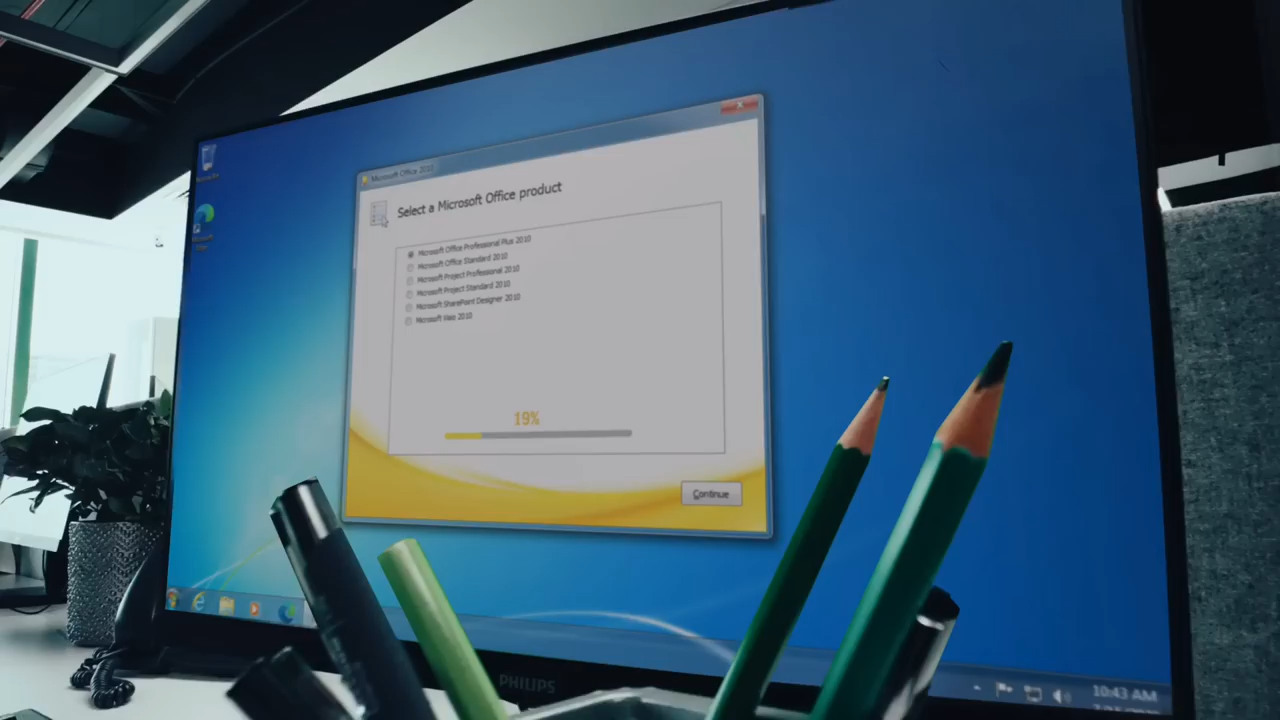 Microsoft Office 2010
Select a Microsoft Office product
Microsoft Office Professional Plus 2010
Microsoft Office Standard 2010
Microsoft Project Professional 2010
Microsoft Project Standard 2010
Microsoft SharePoint Designer 2010
Microsoft Visio 2010
19%
Continue
PHILIPS
10:43 AM